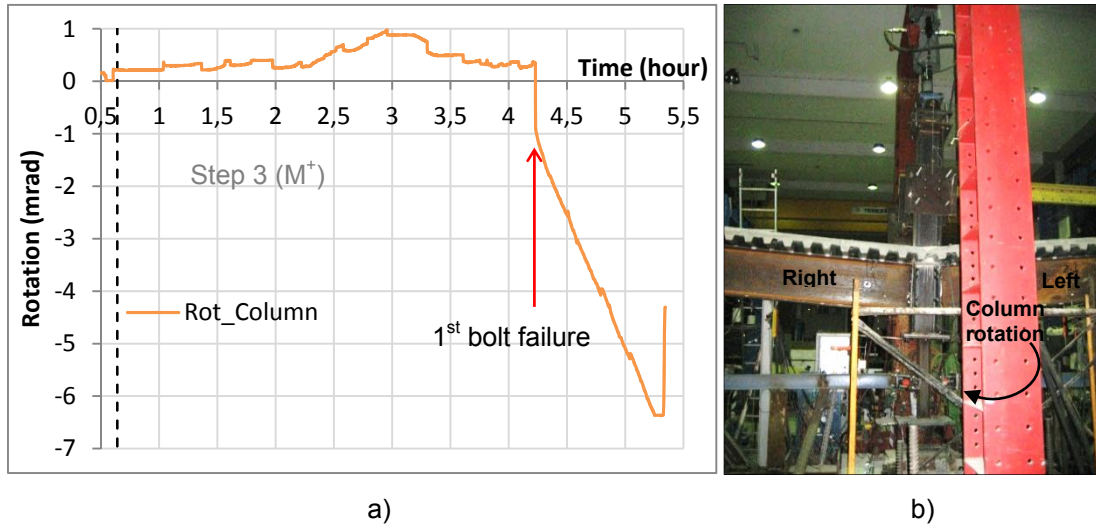 1
0
-1
-2
-3
-4
-5
-6
-7
Rotation (mrad)
Time (hour)
0,5 1 1,5 2 2,5 3 3,5 4 4,5 5 5,5
Step 3 (M⁺)
Rot_Column
1ˢᵗ bolt failure
Right
Left
Column
rotation
a)
b)